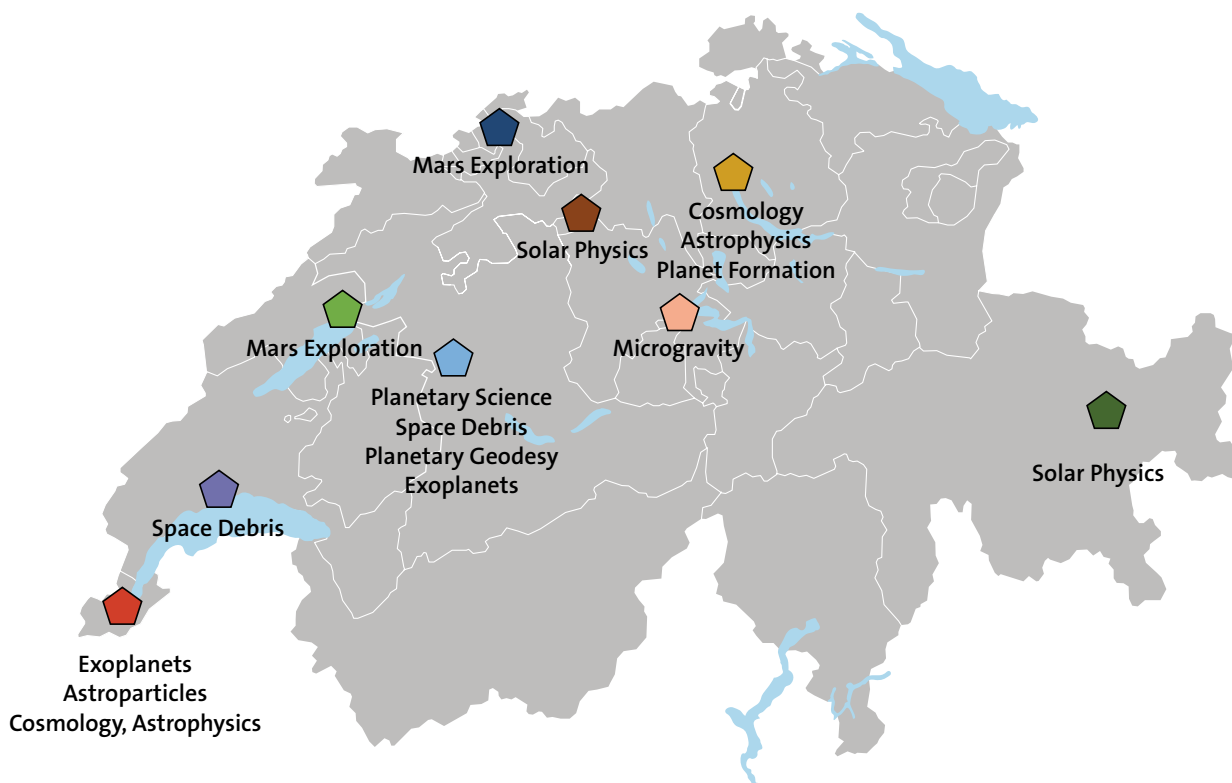 Mars Exploration
Cosmology
Astrophysics
Planet Formation
Solar Physics
Mars Exploration
Microgravity
Planetary Science
Space Debris
Planetary Geodesy
Exoplanets
Solar Physics
Space Debris
Exoplanets
Astroparticles
Cosmology, Astrophysics